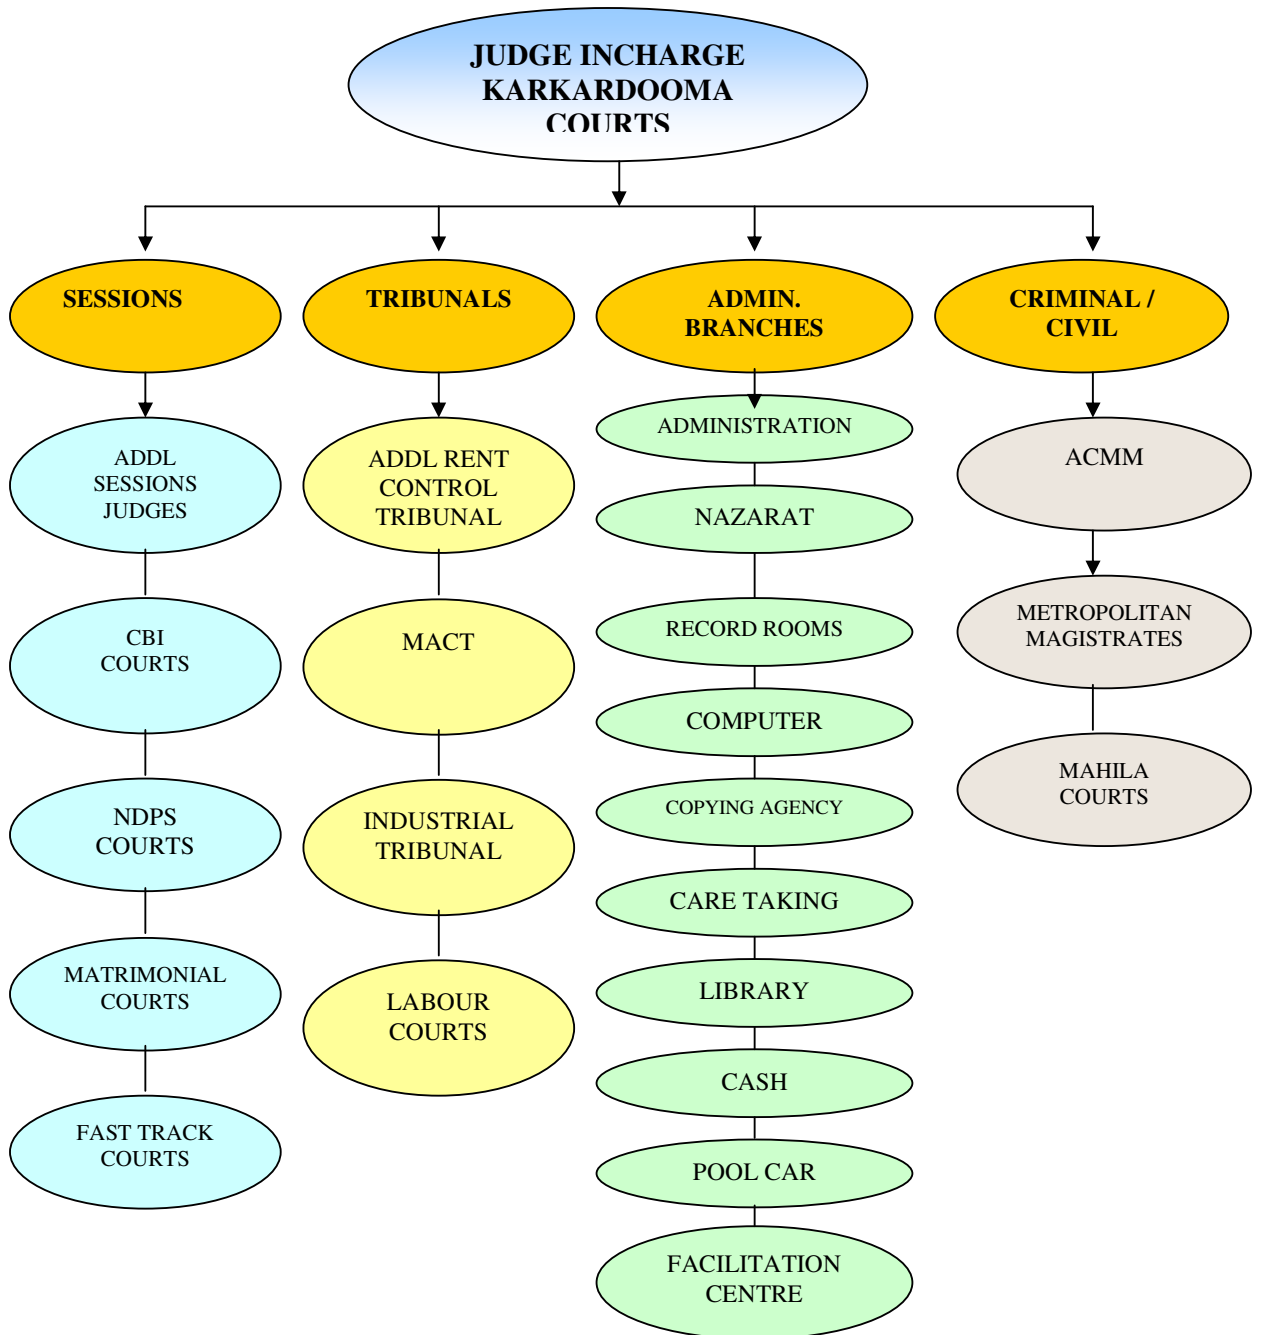 JUDGE INCHARGE
KARKARDOOMA
COURTS
SESSIONS
TRIBUNALS
ADMIN.
BRANCHES
CRIMINAL /
CIVIL
ADDL
SESSIONS
JUDGES
CBI
COURTS
NDPS
COURTS
MATRIMONIAL
COURTS
FAST TRACK
COURTS
ADDL RENT
CONTROL
TRIBUNAL
MACT
INDUSTRIAL
TRIBUNAL
LABOUR
COURTS
ADMINISTRATION
NAZARAT
RECORD ROOMS
COMPUTER
COPYING AGENCY
CARE TAKING
LIBRARY
CASH
POOL CAR
FACILITATION
CENTRE
ACMM
METROPOLITAN
MAGISTRATES
MAHILA
COURTS